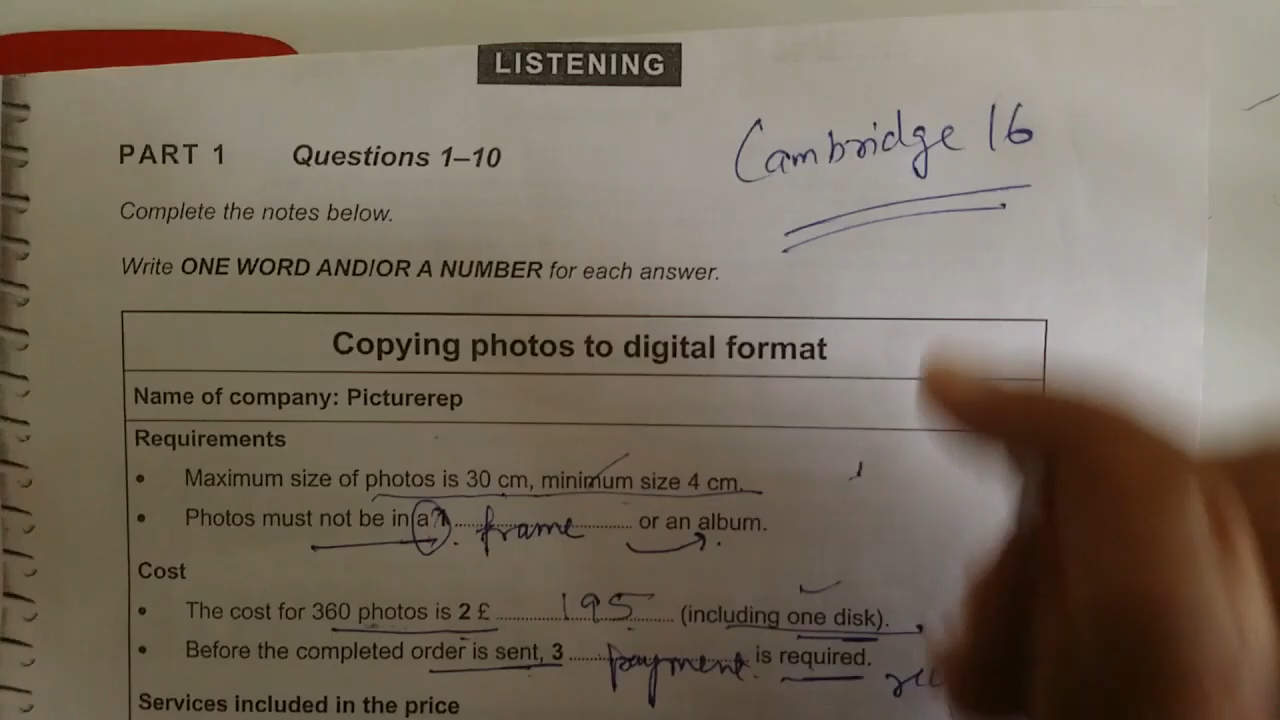 LISTENING
Cambridge 16
PART 1 Questions 1–10
Complete the notes below.
Write ONE WORD AND/OR A NUMBER for each answer.
Copying photos to digital format
Name of company: Picturerep
Requirements
• Maximum size of photos is 30 cm, minimum size 4 cm.
• Photos must not be in a 1 frame or an album.
Cost
• The cost for 360 photos is 2 £ 195 (including one disk).
• Before the completed order is sent, 3 payment is required.
Services included in the price